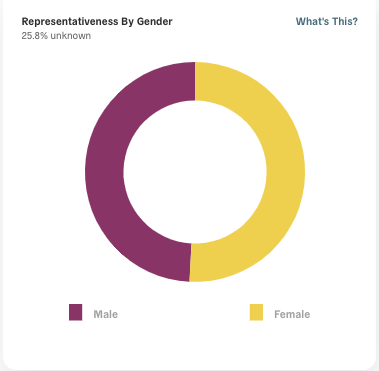 Representativeness By Gender What's This?
25.8% unknown
Male Female